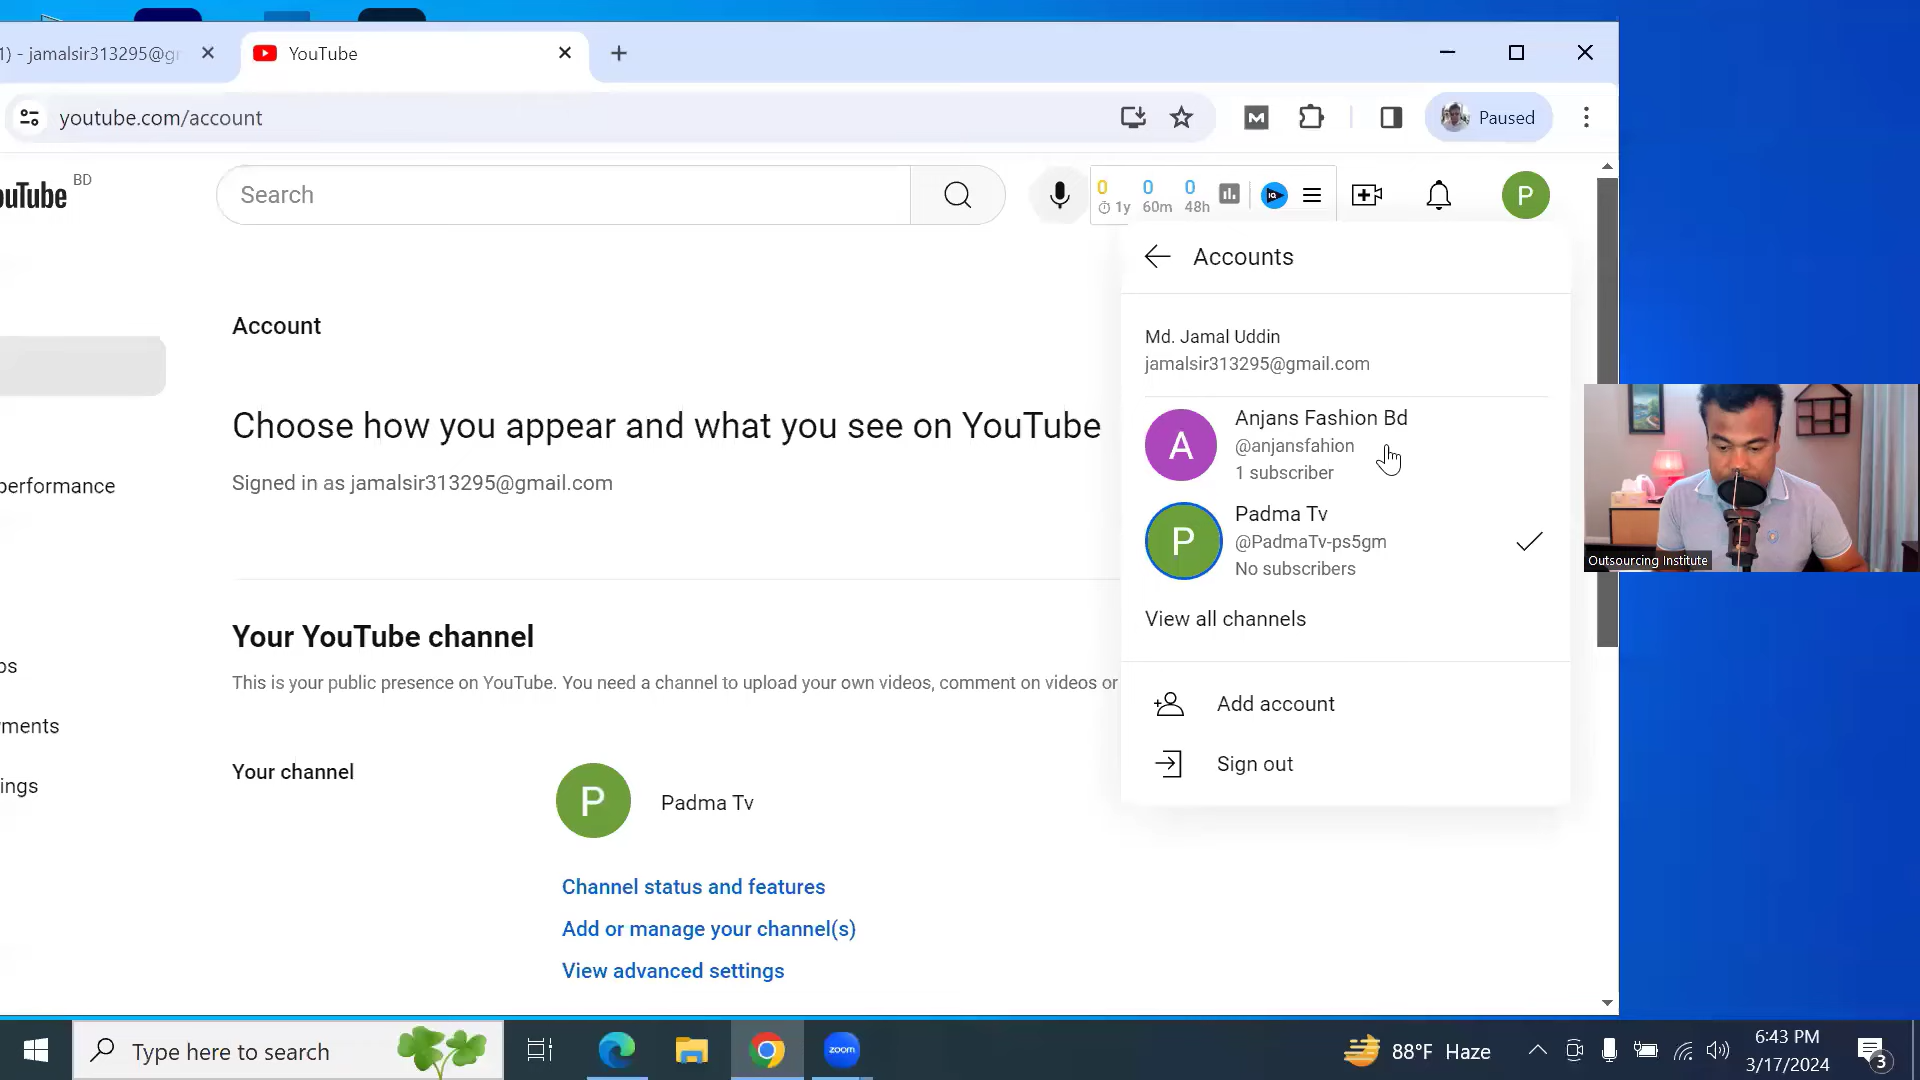 1) - jamalsir313295@gr
YouTube
youtube.com/account
Paused
ouTube BD
Search
0 0 0
1y 60m 48h
P
Accounts
Md. Jamal Uddin
jamalsir313295@gmail.com
A
Anjans Fashion Bd
@anjansfahion
1 subscriber
P
Padma Tv
@PadmaTv-ps5gm
No subscribers
View all channels
Add account
Sign out
Account
Choose how you appear and what you see on YouTube
Signed in as jamalsir313295@gmail.com
Your YouTube channel
This is your public presence on YouTube. You need a channel to upload your own videos, comment on videos or
Your channel
P
Padma Tv
Channel status and features
Add or manage your channel(s)
View advanced settings
performance
os
ments
ings
Outsourcing Institute
Type here to search
zoom
88°F Haze
6:43 PM
3/17/2024
3